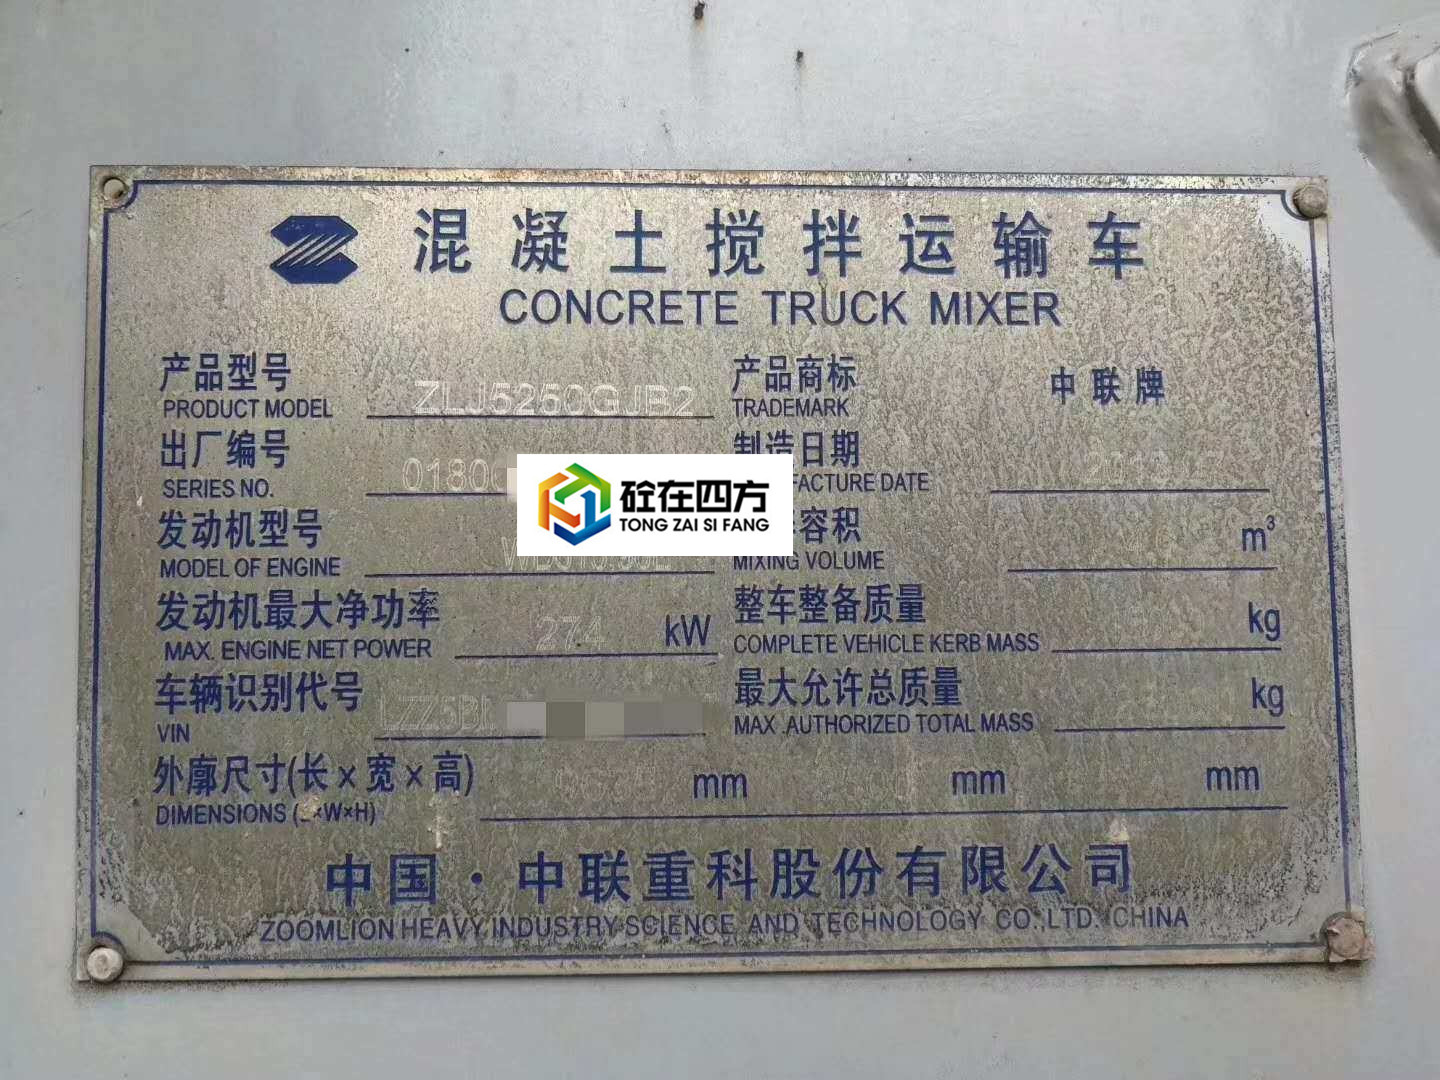 混凝土搅拌运输车
CONCRETE TRUCK MIXER
产品型号 ZLJ5250GJB2 产品商标 中联牌
PRODUCT MODEL TRADEMARK
出厂编号 制造日期
SERIES NO. FACTURE DATE
砼在四方
TONG ZAI SI FANG
发动机型号 容积 m³
MODEL OF ENGINE MIXING VOLUME
发动机最大净功率 274 kW 整车整备质量 kg
MAX. ENGINE NET POWER COMPLETE VEHICLE KERB MASS
车辆识别代号 最大允许总质量 kg
VIN MAX .AUTHORIZED TOTAL MASS
外廓尺寸(长×宽×高) mm mm mm
DIMENSIONS (L×W×H)
中国·中联重科股份有限公司
ZOOMLION HEAVY INDUSTRY SCIENCE AND TECHNOLOGY CO.,LTD. CHINA